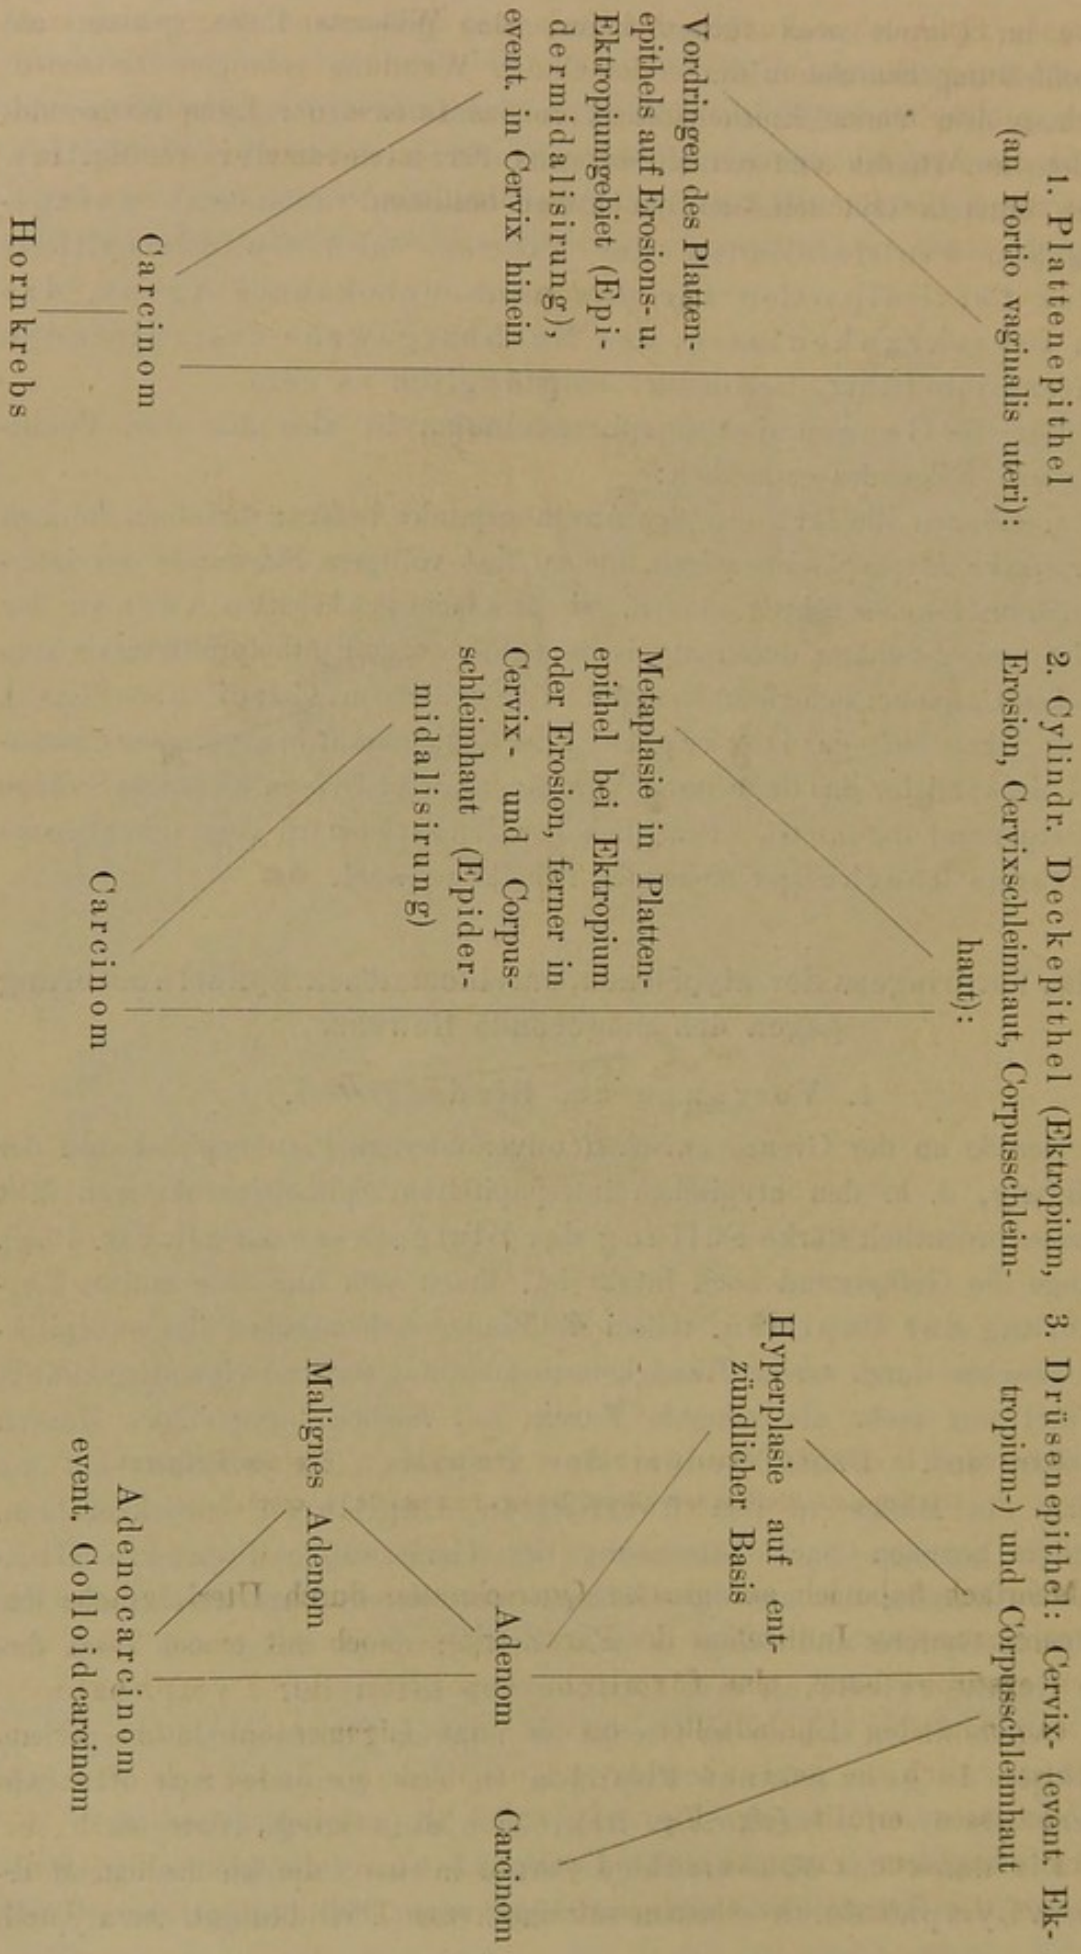 1. Plattenepithel
(an Portio vaginalis uteri):
Vordringen des Platten-
epithels auf Erosions- u.
Ektropiumgebiet (Epi-
dermidalisirung),
event. in Cervix hinein
Carcinom
Hornkrebs
2. Cylindr. Deckepithel (Ektropium,
Erosion, Cervixschleimhaut, Corpusschleim-
haut):
Metaplasie in Platten-
epithel bei Ektropium
oder Erosion, ferner in
Cervix- und Corpus-
schleimhaut (Epider-
midalisirung)
Carcinom
3. Drüsenepithel: Cervix- (event. Ek-
tropium-) und Corpusschleimhaut
Hyperplasie auf ent-
zündlicher Basis
Adenom Carcinom
Malignes Adenom
Adenocarcinom
event. Colloidcarcinom